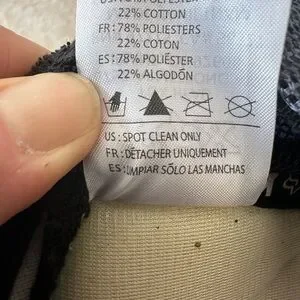 22% COTTON
FR : 78% POLIESTERS
22% COTON
ES : 78% POLIÉSTER
22% ALGODÓN
US : SPOT CLEAN ONLY
FR : DÉTACHER UNIQUEMENT
ES : LIMPIAR SÓLO LAS MANCHAS